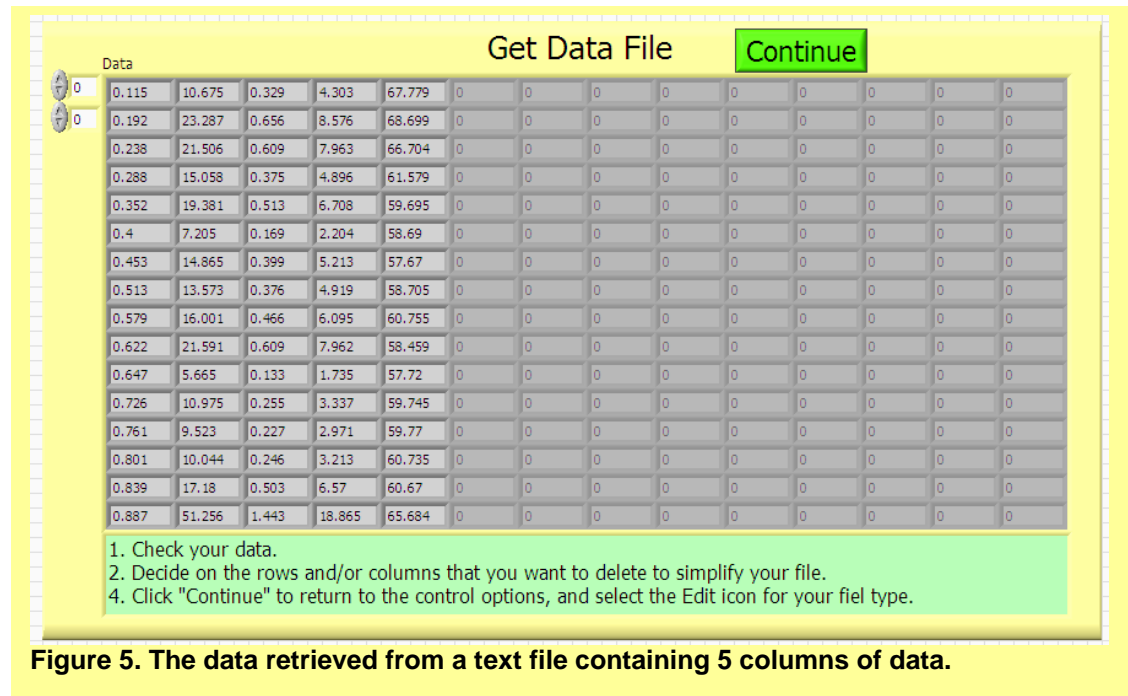 Get Data File
Continue
Data
0 0.115 10.675 0.329 4.303 67.779 0 0 0 0 0 0 0 0 0
0 0.192 23.287 0.656 8.576 68.699 0 0 0 0 0 0 0 0 0
0.238 21.506 0.609 7.963 66.704 0 0 0 0 0 0 0 0 0
0.288 15.058 0.375 4.896 61.579 0 0 0 0 0 0 0 0 0
0.352 19.381 0.513 6.708 59.695 0 0 0 0 0 0 0 0 0
0.4 7.205 0.169 2.204 58.69 0 0 0 0 0 0 0 0 0
0.453 14.865 0.399 5.213 57.67 0 0 0 0 0 0 0 0 0
0.513 13.573 0.376 4.919 58.705 0 0 0 0 0 0 0 0 0
0.579 16.001 0.466 6.095 60.755 0 0 0 0 0 0 0 0 0
0.622 21.591 0.609 7.962 58.459 0 0 0 0 0 0 0 0 0
0.647 5.665 0.133 1.735 57.72 0 0 0 0 0 0 0 0 0
0.726 10.975 0.255 3.337 59.745 0 0 0 0 0 0 0 0 0
0.761 9.523 0.227 2.971 59.77 0 0 0 0 0 0 0 0 0
0.801 10.044 0.246 3.213 60.735 0 0 0 0 0 0 0 0 0
0.839 17.18 0.503 6.57 60.67 0 0 0 0 0 0 0 0 0
0.887 51.256 1.443 18.865 65.684 0 0 0 0 0 0 0 0 0
1. Check your data.
2. Decide on the rows and/or columns that you want to delete to simplify your file.
4. Click "Continue" to return to the control options, and select the Edit icon for your fiel type.
Figure 5. The data retrieved from a text file containing 5 columns of data.